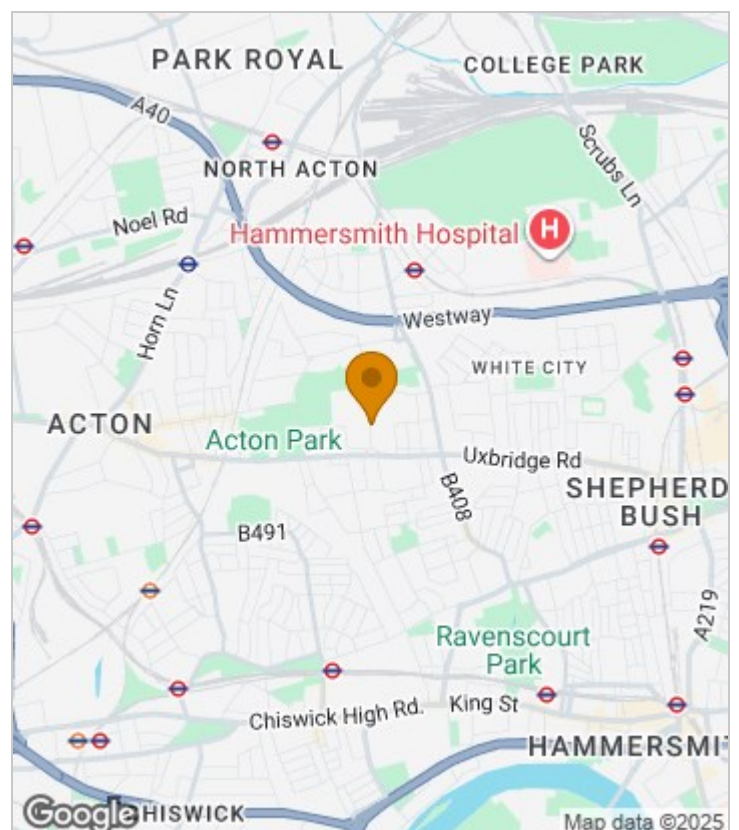 PARK ROYAL
COLLEGE PARK
A40
Scrubs Ln
NORTH ACTON
Noel Rd
Hammersmith Hospital
H
Horn Ln
Westway
WHITE CITY
ACTON
Acton Park
Uxbridge Rd
B408
SHEPHERD
BUSH
B491
A219
Ravenscourt
Park
Chiswick High Rd.
King St
HAMMERSMI
Google
CHISWICK
Map data ©2025